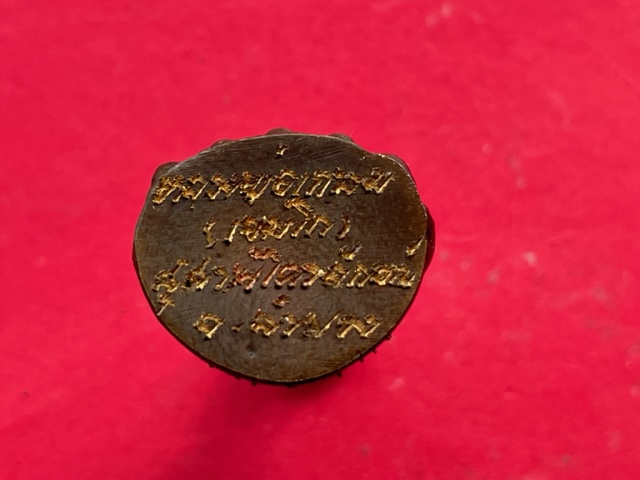 หลวงพ่อเกษม
(เขมโก)
สุสานไตรลักษณ์
จ.ลำปาง